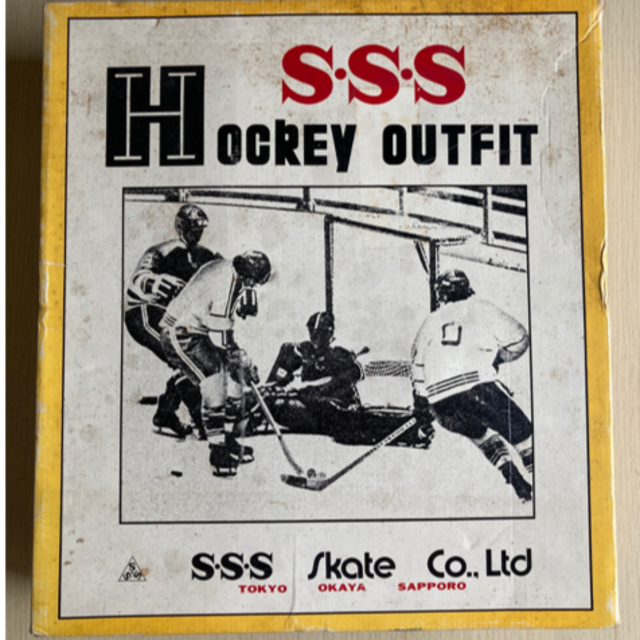 S·S·S
HOCKEY OUTFIT
S·S·S Skate Co., Ltd
TOKYO OKAYA SAPPORO